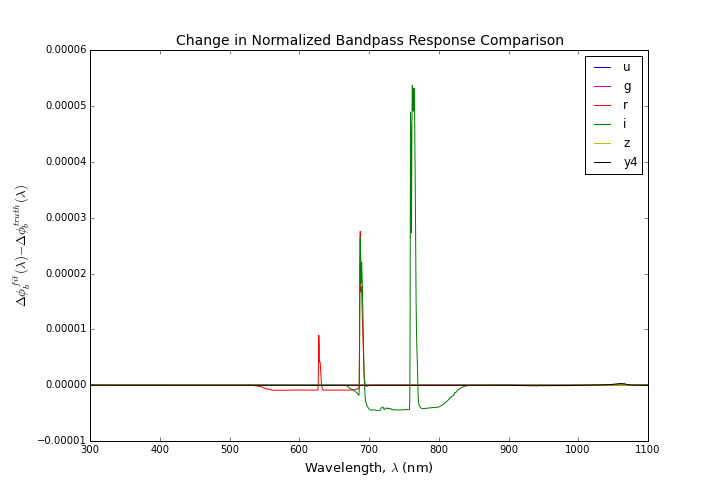 Change in Normalized Bandpass Response Comparison
0.00006
0.00005
0.00004
0.00003
0.00002
0.00001
0.00000
−0.00001
Δϕ_b^{fit}(λ)−Δϕ_b^{truth}(λ)
u
g
r
i
z
y4
300 400 500 600 700 800 900 1000 1100
Wavelength, λ (nm)